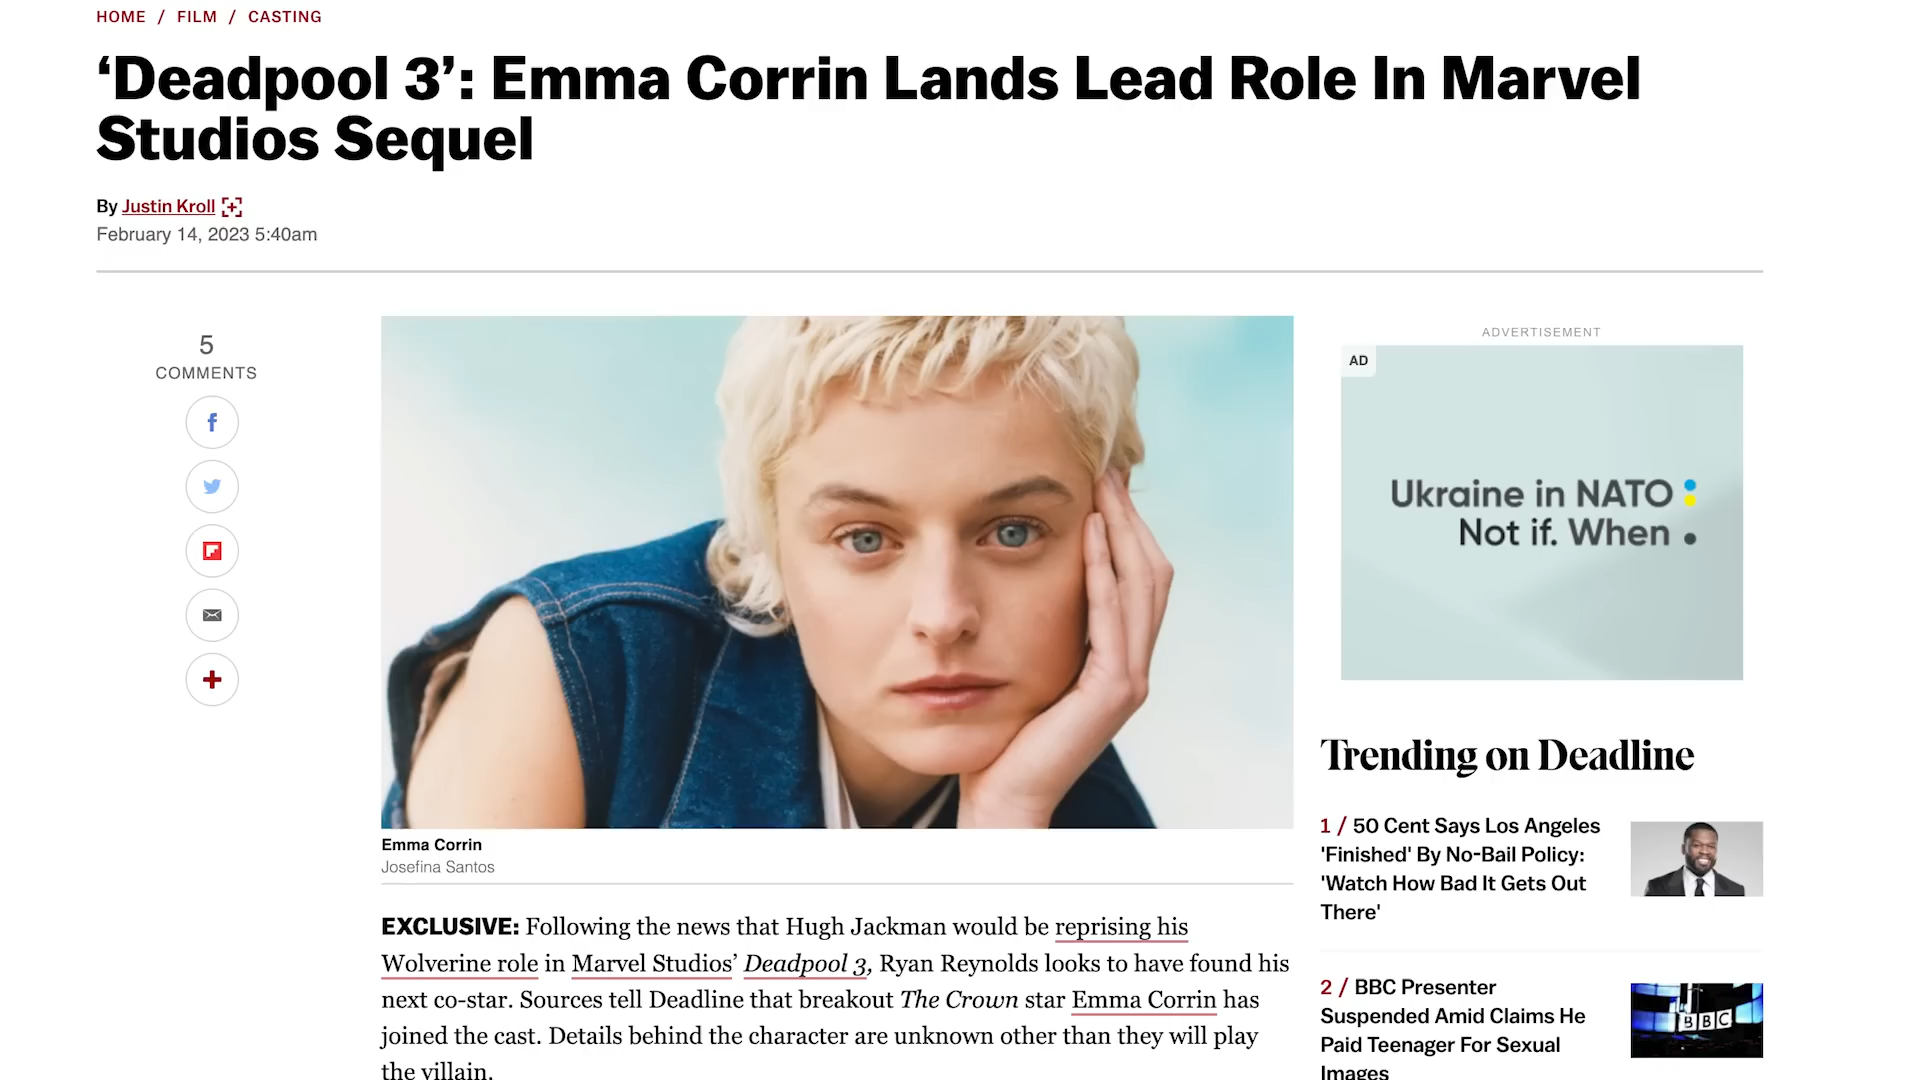 HOME / FILM / CASTING
‘Deadpool 3’: Emma Corrin Lands Lead Role In Marvel
Studios Sequel
By Justin Kroll
February 14, 2023 5:40am
5
COMMENTS
Emma Corrin
Josefina Santos
EXCLUSIVE: Following the news that Hugh Jackman would be reprising his
Wolverine role in Marvel Studios’ Deadpool 3, Ryan Reynolds looks to have found his
next co-star. Sources tell Deadline that breakout The Crown star Emma Corrin has
joined the cast. Details behind the character are unknown other than they will play
the villain.
ADVERTISEMENT
AD
Ukraine in NATO
Not if. When
Trending on Deadline
1 / 50 Cent Says Los Angeles
'Finished' By No-Bail Policy:
'Watch How Bad It Gets Out
There'
2 / BBC Presenter
Suspended Amid Claims He
Paid Teenager For Sexual
Images
BBC